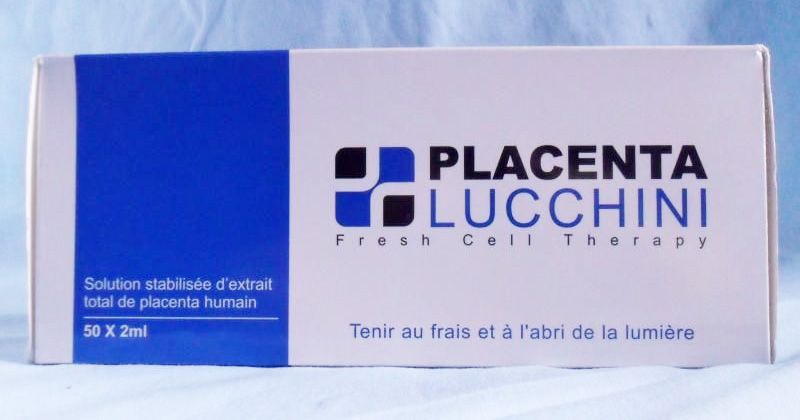 PLACENTA
LUCCHINI
Fresh Cell Therapy
Solution stabilisée d'extrait
total de placenta humain
50 X 2ml
Tenir au frais et à l'abri de la lumière